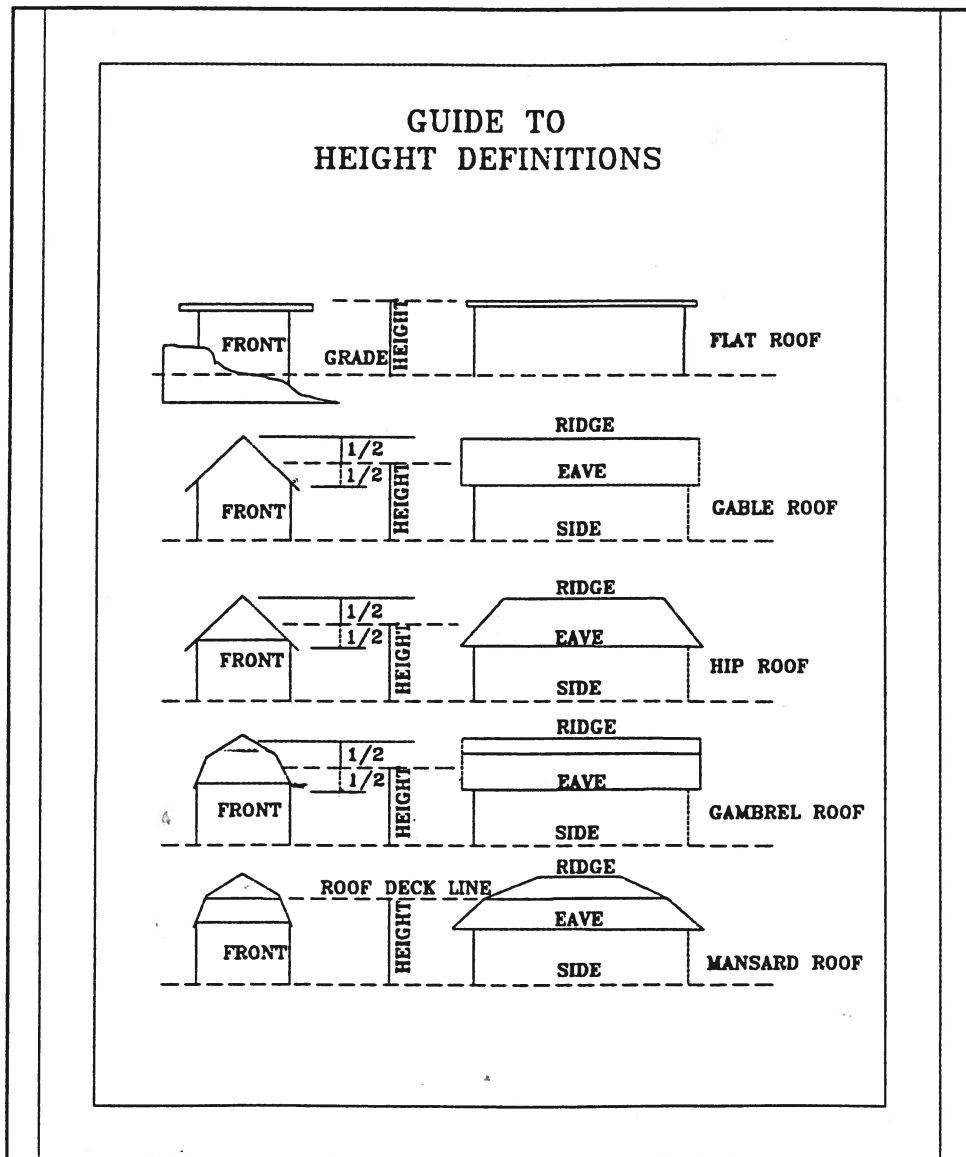 GUIDE TO
HEIGHT DEFINITIONS
FRONT
GRADE
HEIGHT
FLAT ROOF
RIDGE
1/2
1/2
EAVE
FRONT
HEIGHT
SIDE
GABLE ROOF
RIDGE
1/2
1/2
EAVE
FRONT
HEIGHT
SIDE
HIP ROOF
RIDGE
1/2
1/2
EAVE
FRONT
HEIGHT
SIDE
GAMBREL ROOF
RIDGE
ROOF DECK LINE
EAVE
FRONT
HEIGHT
SIDE
MANSARD ROOF